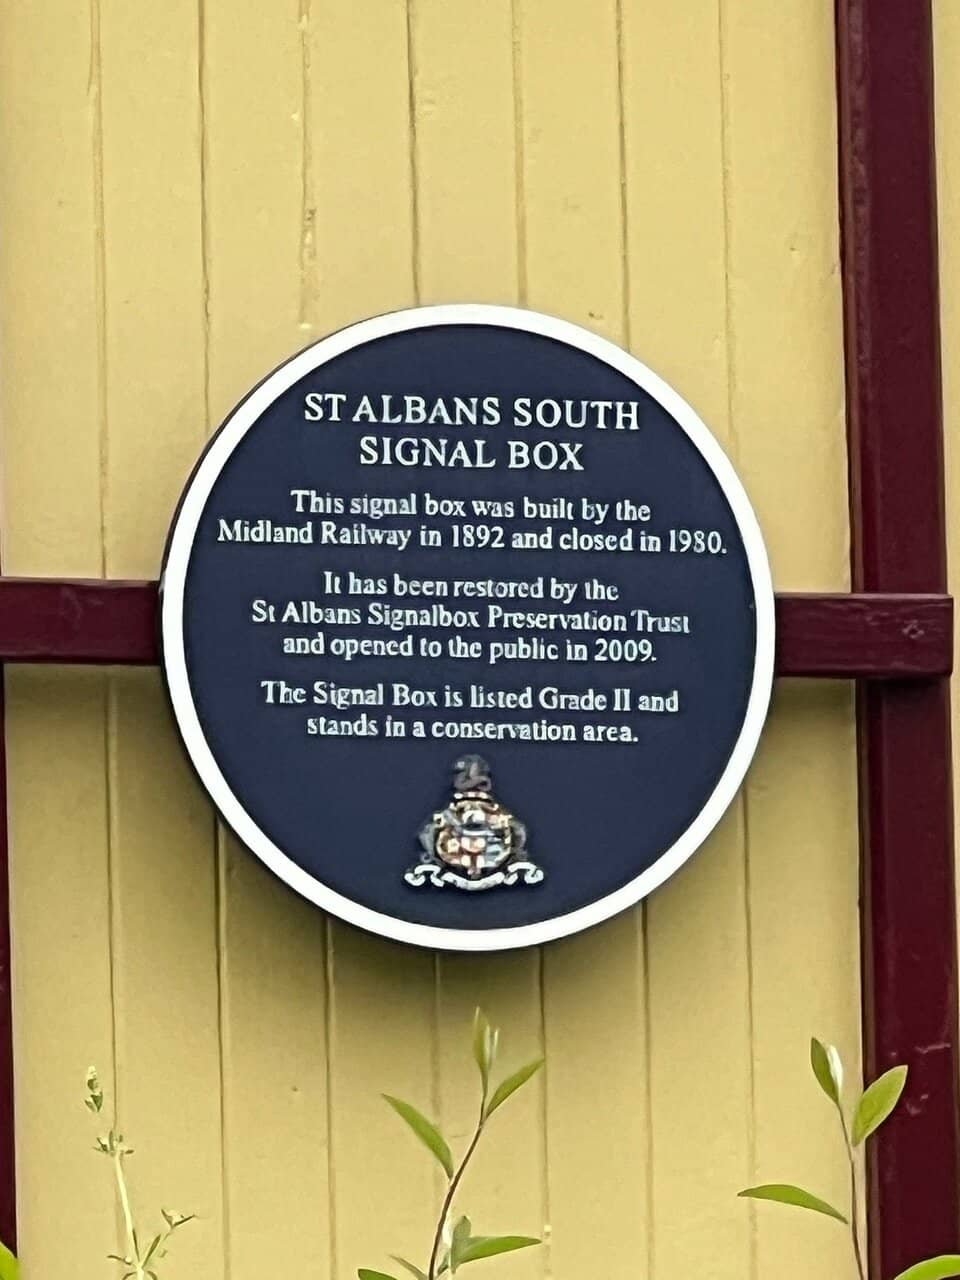 ST ALBANS SOUTH
SIGNAL BOX
This signal box was built by the
Midland Railway in 1892 and closed in 1980.
It has been restored by the
St Albans Signalbox Preservation Trust
and opened to the public in 2009.
The Signal Box is listed Grade II and
stands in a conservation area.